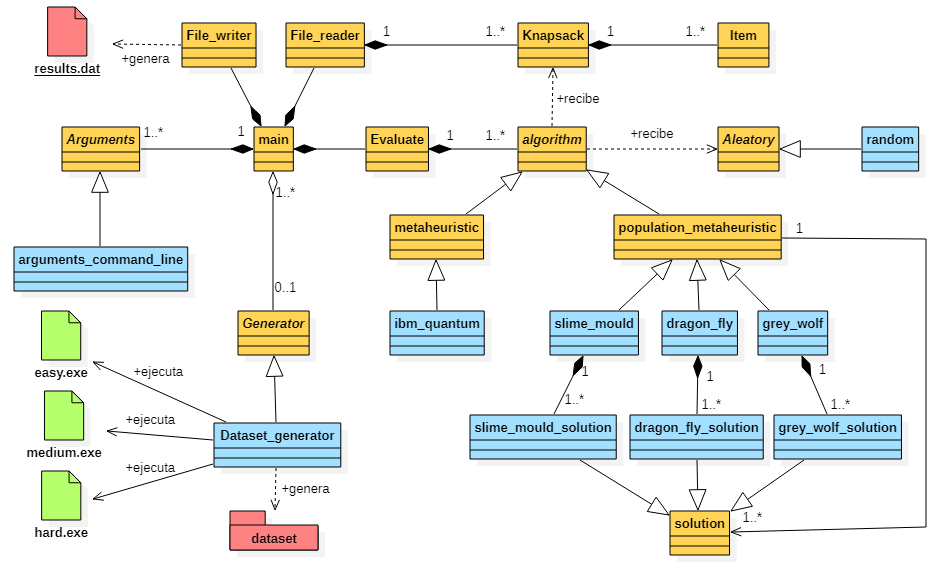 File_writer
File_reader
1
1..*
Knapsack
1
1..*
Item
results.dat
+genera
+recibe
Arguments
1..*
1
main
Evaluate
1
1..*
algorithm
+recibe
Aleatory
random
1..*
metaheuristic
population_metaheuristic
1
arguments_command_line
0..1
Generator
ibm_quantum
slime_mould
dragon_fly
grey_wolf
easy.exe
+ejecuta
1
1
1
1..*
1..*
1..*
medium.exe
+ejecuta
Dataset_generator
slime_mould_solution
dragon_fly_solution
grey_wolf_solution
hard.exe
+ejecuta
+genera
dataset
solution
1..*